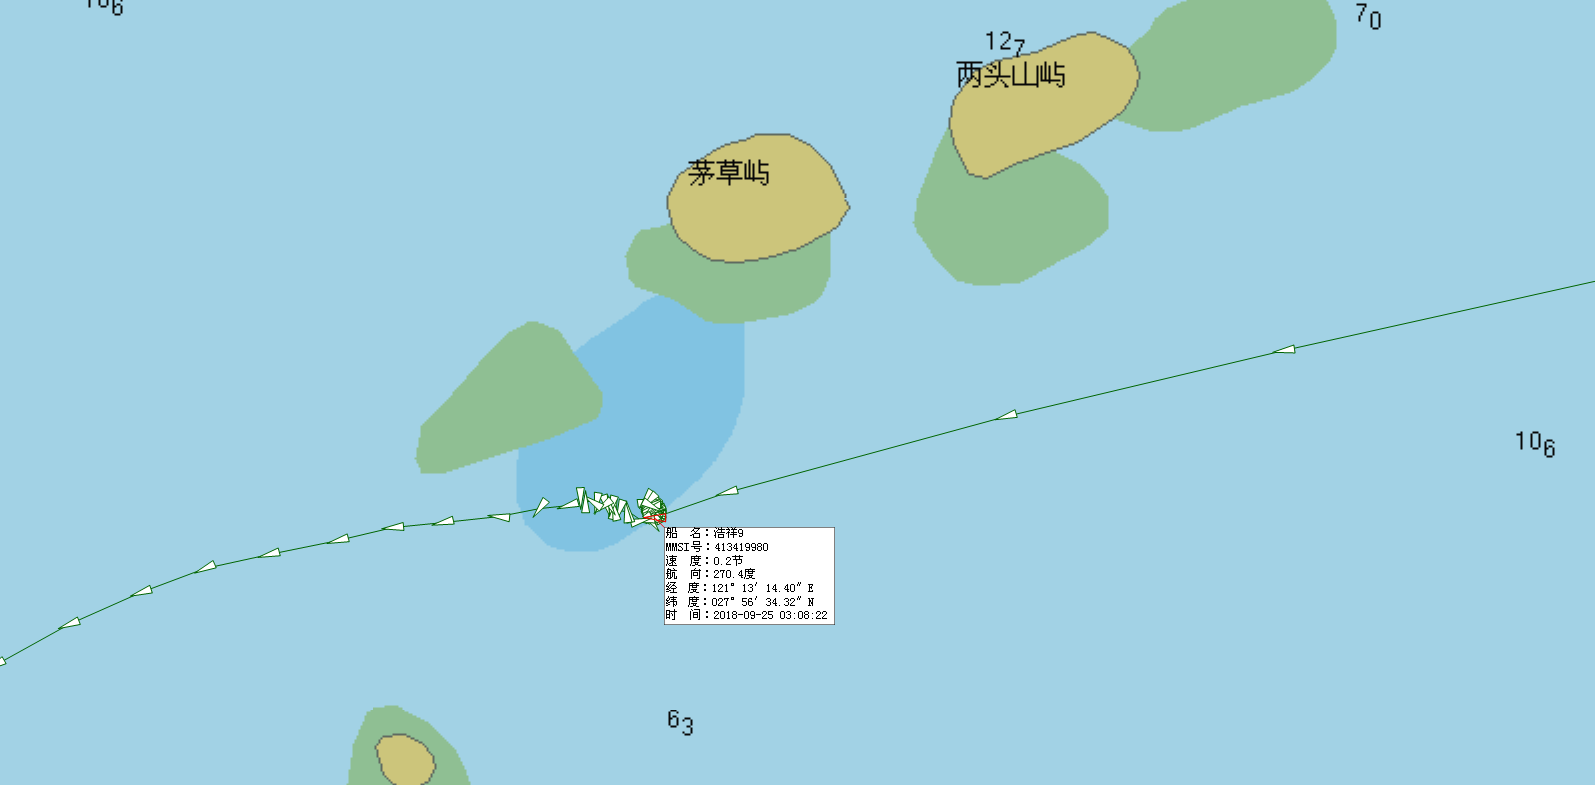 7₀
12₇
两头山屿
茅草屿
10₆
船 名：浩祥9
MMSI号：413419980
速 度：0.2节
航 向：270.4度
经 度：121° 13′ 14.40″ E
纬 度：027° 56′ 34.32″ N
时 间：2018-09-25 03:08:22
6₃